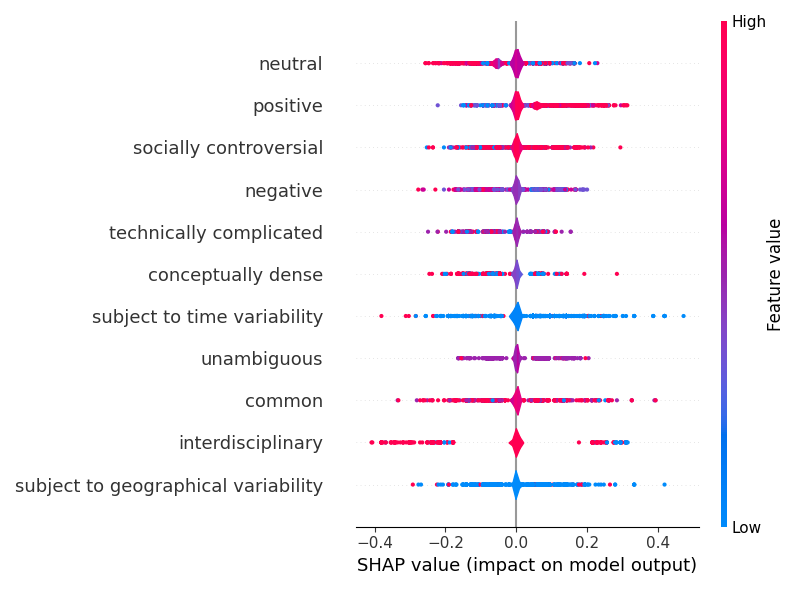 High
neutral
positive
socially controversial
negative
technically complicated
conceptually dense
subject to time variability
unambiguous
common
interdisciplinary
subject to geographical variability
Feature value
Low
−0.4 −0.2 0.0 0.2 0.4
SHAP value (impact on model output)